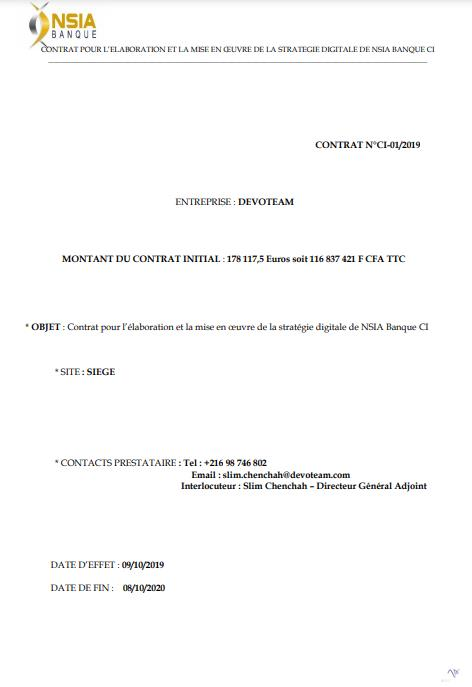 NSIA
BANQUE
CONTRAT POUR L'ELABORATION ET LA MISE EN ŒUVRE DE LA STRATEGIE DIGITALE DE NSIA BANQUE CI
CONTRAT N°CI-01/2019
ENTREPRISE : DEVOTEAM
MONTANT DU CONTRAT INITIAL : 178 117,5 Euros soit 116 837 421 F CFA TTC
* OBJET : Contrat pour l'élaboration et la mise en œuvre de la stratégie digitale de NSIA Banque CI
* SITE : SIEGE
* CONTACTS PRESTATAIRE : Tel : +216 98 746 802
Email : slim.chenchah@devoteam.com
Interlocuteur : Slim Chenchah – Directeur Général Adjoint
DATE D'EFFET : 09/10/2019
DATE DE FIN : 08/10/2020